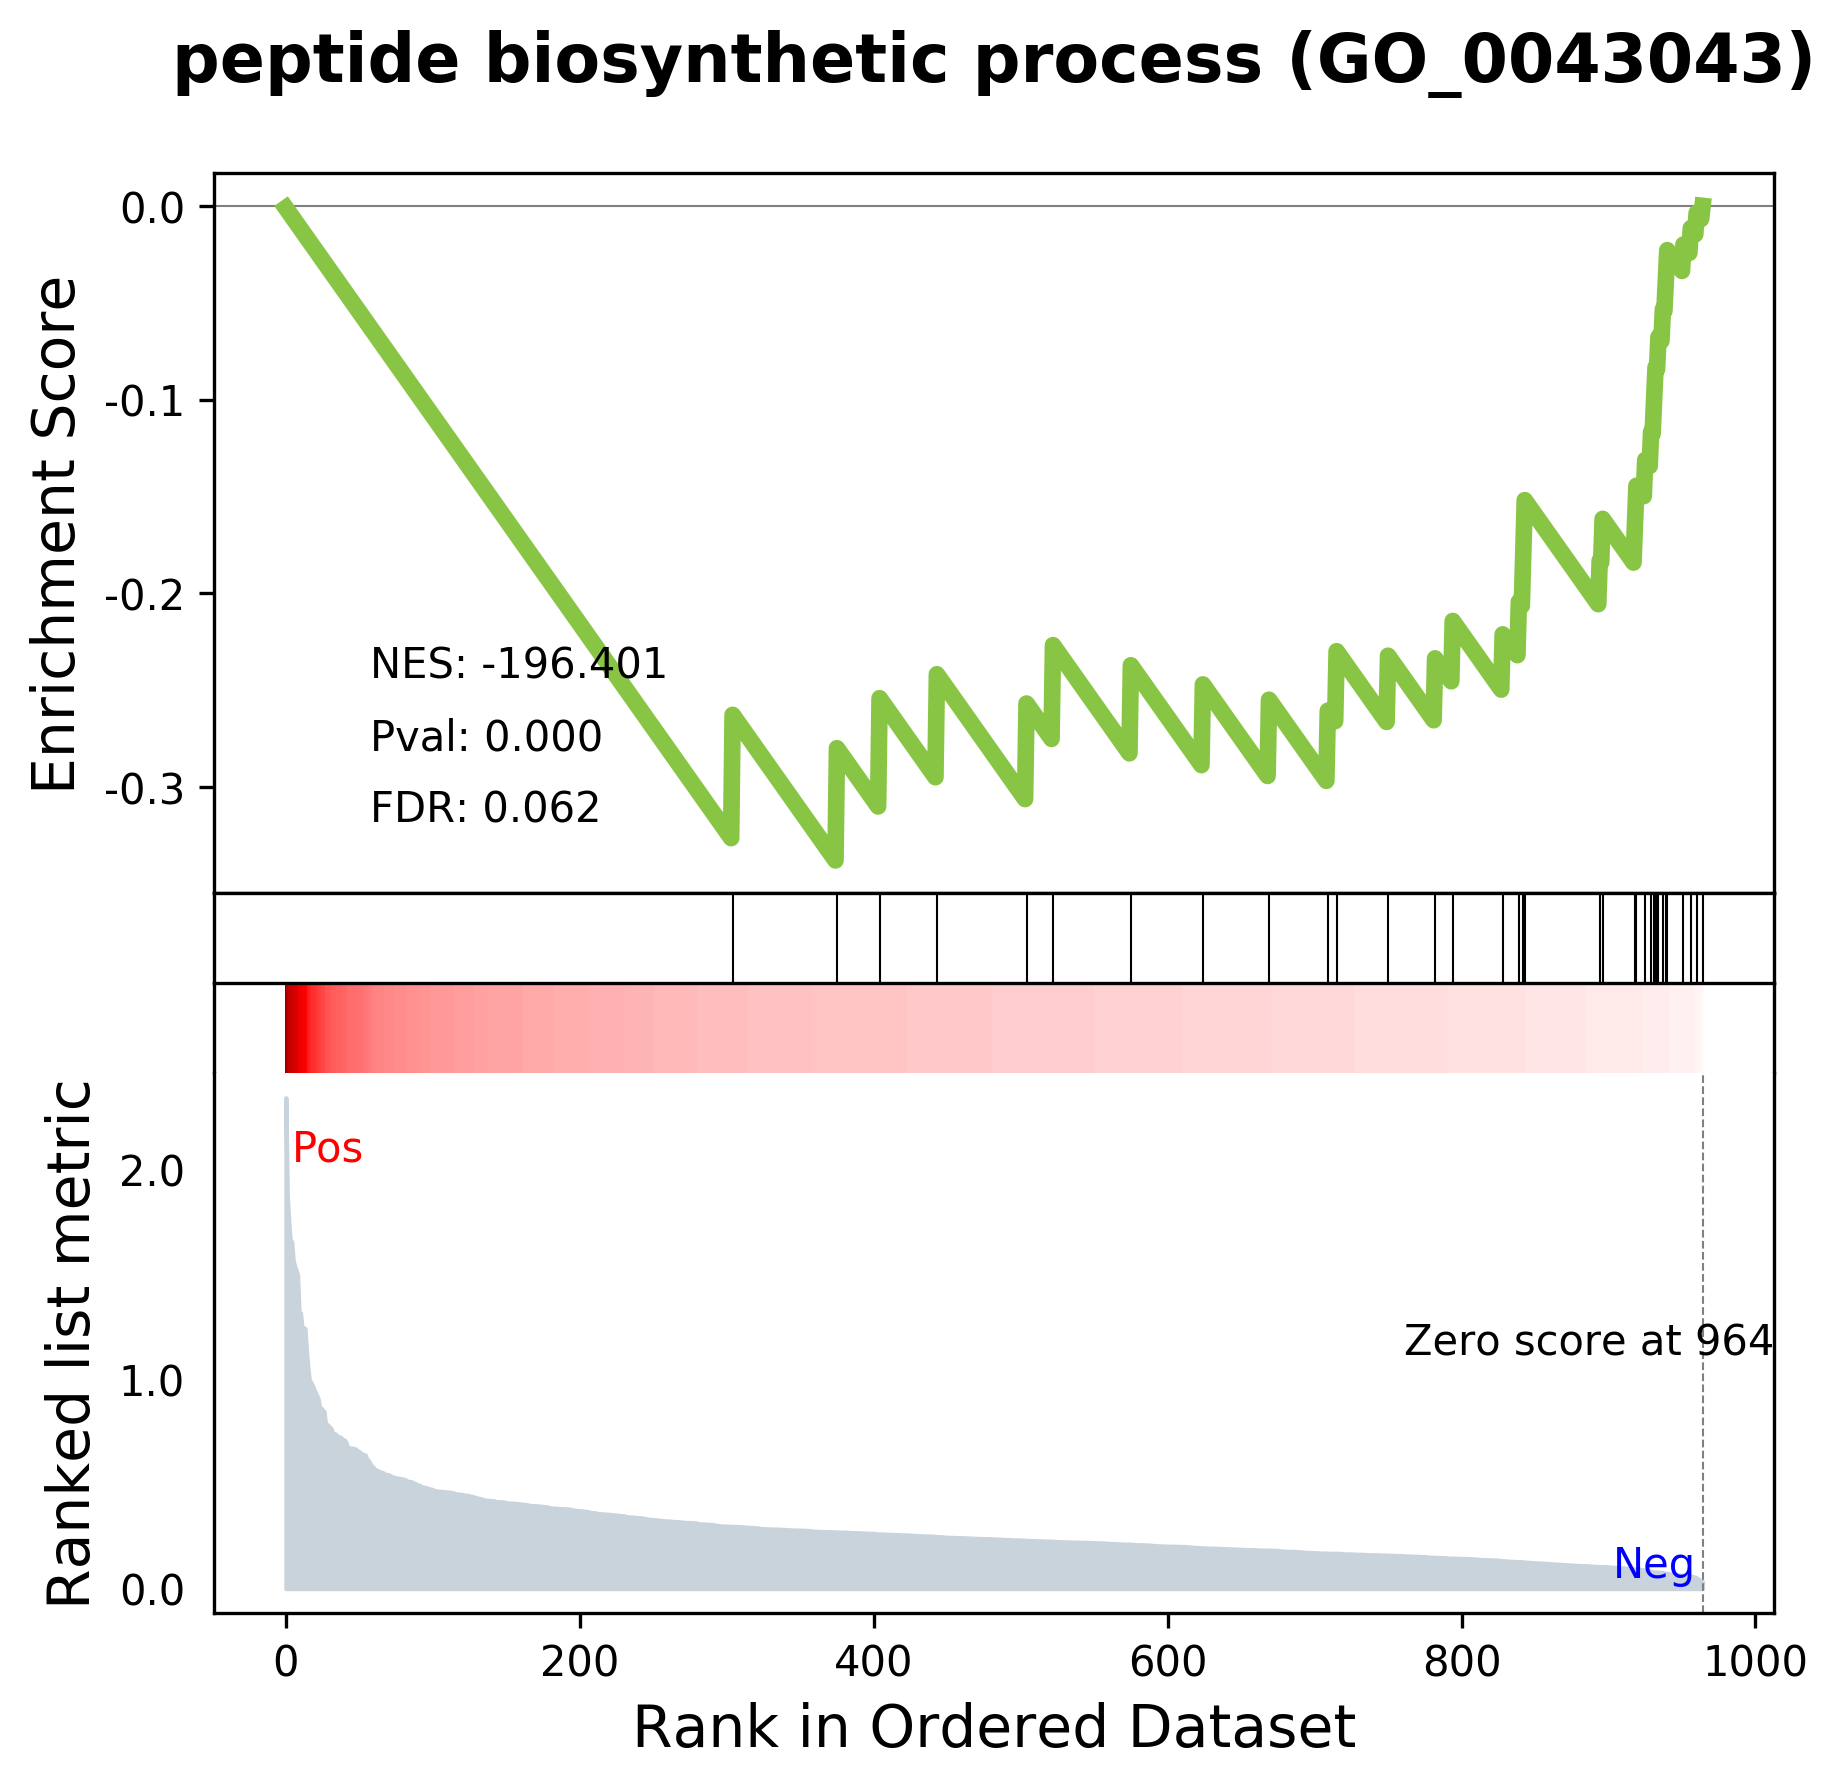 peptide biosynthetic process (GO_0043043)
Enrichment Score
0.0
-0.1
-0.2
-0.3
NES: -196.401
Pval: 0.000
FDR: 0.062
Ranked list metric
2.0
1.0
0.0
Pos
Zero score at 964
Neg
0 200 400 600 800 1000
Rank in Ordered Dataset